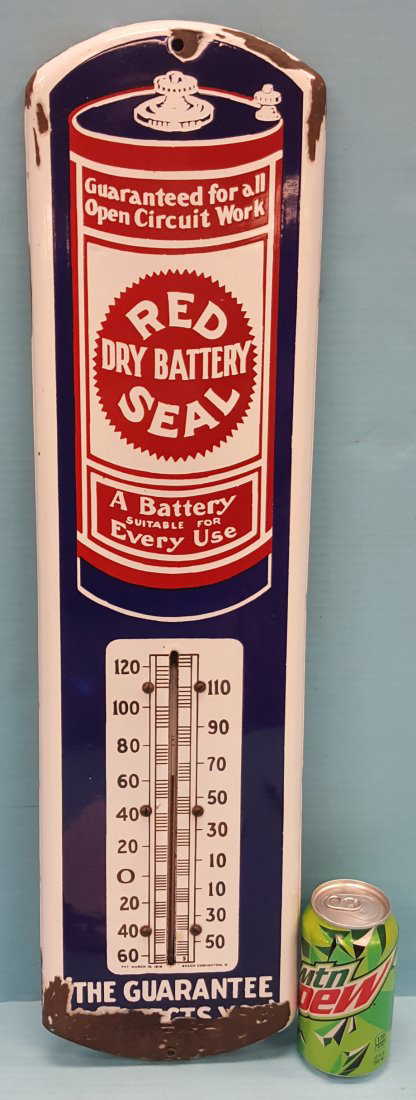 Guaranteed for all
Open Circuit Work
RED
DRY BATTERY
SEAL
A Battery
SUITABLE FOR
Every Use
120
110
100
90
80
70
60
50
40
30
20
10
0
10
20
30
40
50
60
THE GUARANTEE
mtn
DEW